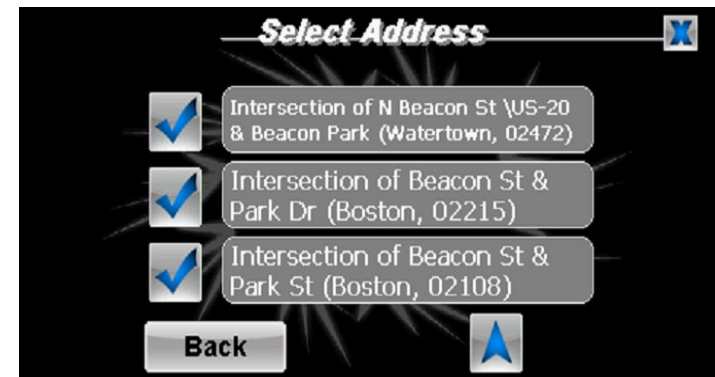 Select Address
Intersection of N Beacon St \US-20
& Beacon Park (Watertown, 02472)
Intersection of Beacon St &
Park Dr (Boston, 02215)
Intersection of Beacon St &
Park St (Boston, 02108)
Back